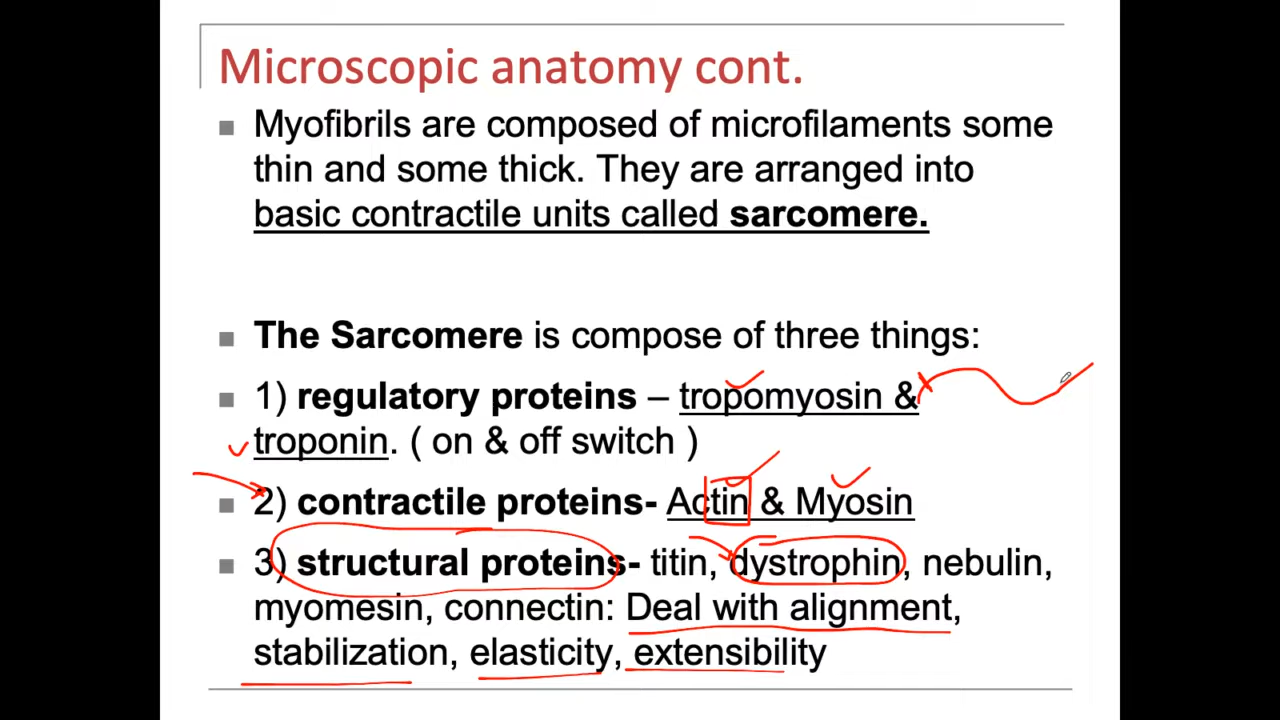 Microscopic anatomy cont.
Myofibrils are composed of microfilaments some
thin and some thick. They are arranged into
basic contractile units called sarcomere.
The Sarcomere is compose of three things:
1) regulatory proteins – tropomyosin &
troponin. ( on & off switch )
2) contractile proteins- Actin & Myosin
3) structural proteins- titin, dystrophin, nebulin,
myomesin, connectin: Deal with alignment,
stabilization, elasticity, extensibility